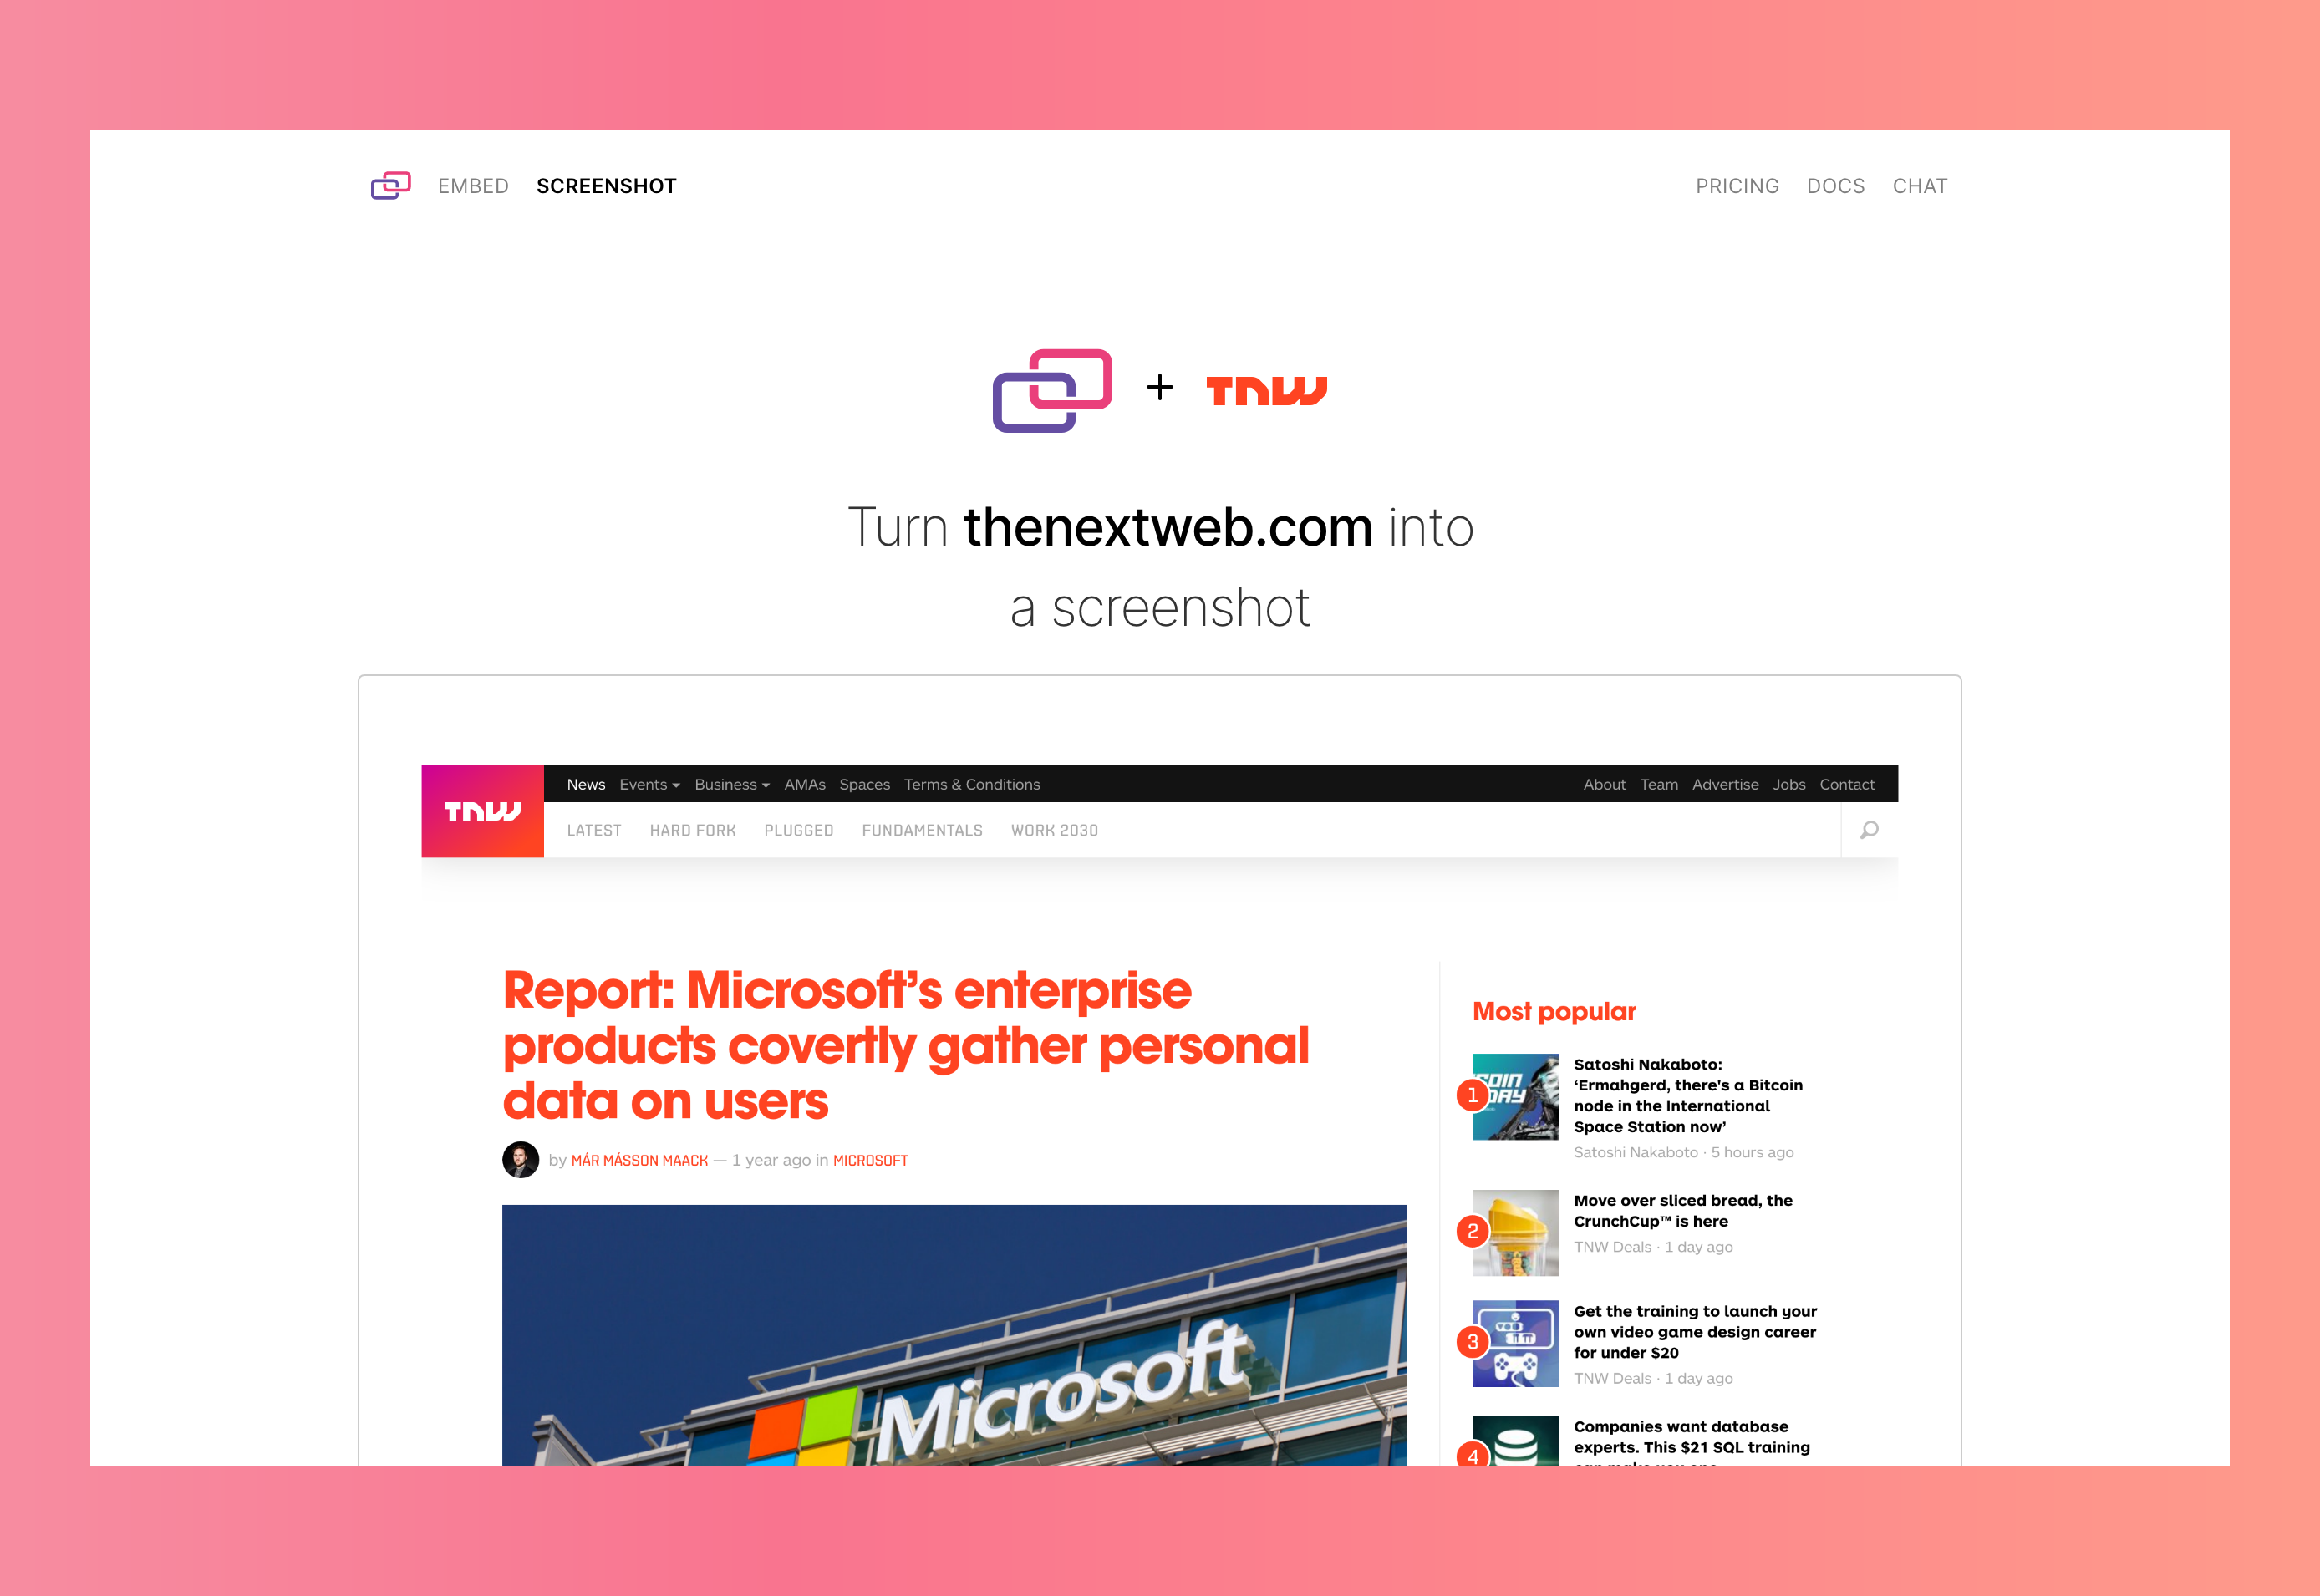 EMBED SCREENSHOT PRICING DOCS CHAT
+ TNW
Turn thenextweb.com into
a screenshot
TNW
News Events Business AMAs Spaces Terms & Conditions About Team Advertise Jobs Contact
LATEST HARD FORK PLUGGED FUNDAMENTALS WORK 2030
Report: Microsoft’s enterprise
products covertly gather personal
data on users
by MÁR MÁSSON MAACK — 1 year ago in MICROSOFT
Microsoft
Most popular
1
Satoshi Nakaboto:
‘Ermahgerd, there's a Bitcoin
node in the International
Space Station now’
Satoshi Nakaboto · 5 hours ago
2
Move over sliced bread, the
CrunchCup™ is here
TNW Deals · 1 day ago
3
Get the training to launch your
own video game design career
for under $20
TNW Deals · 1 day ago
4
Companies want database
experts. This $21 SQL training